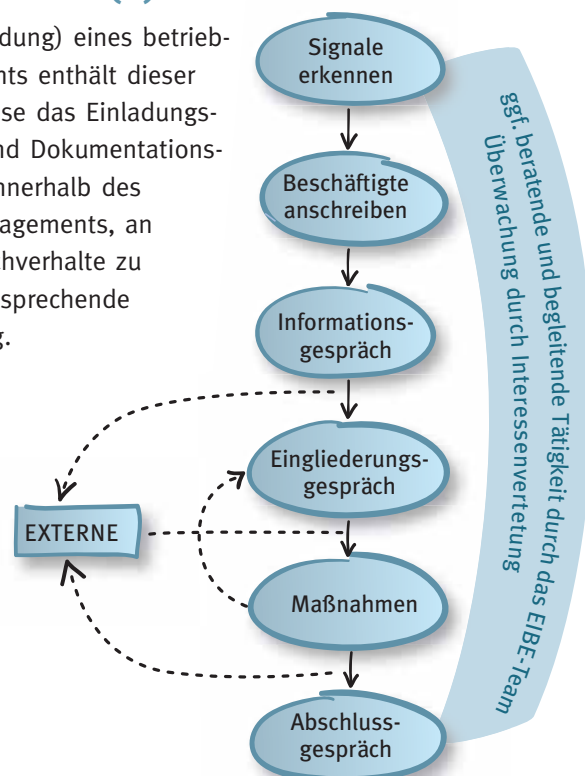 dung) eines betrieb-
nts enthält dieser
se das Einladungs-
nd Dokumentations-
nnerhalb des
agements, an
chverhalte zu
sprechende
g.
Signale
erkennen
Beschäftigte
anschreiben
Informations-
gespräch
Eingliederungs-
gespräch
EXTERNE
Maßnahmen
Abschluss-
gespräch
ggf. beratende und begleitende Tätigkeit durch das EIBE-Team
Überwachung durch Interessenvertetung